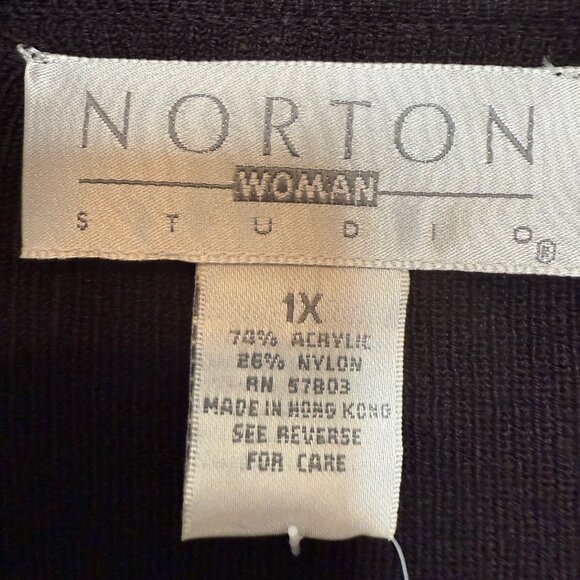 NORTON
WOMAN
STUDIO®
1X
74% ACRYLIC
26% NYLON
RN 57803
MADE IN HONG KONG
SEE REVERSE
FOR CARE